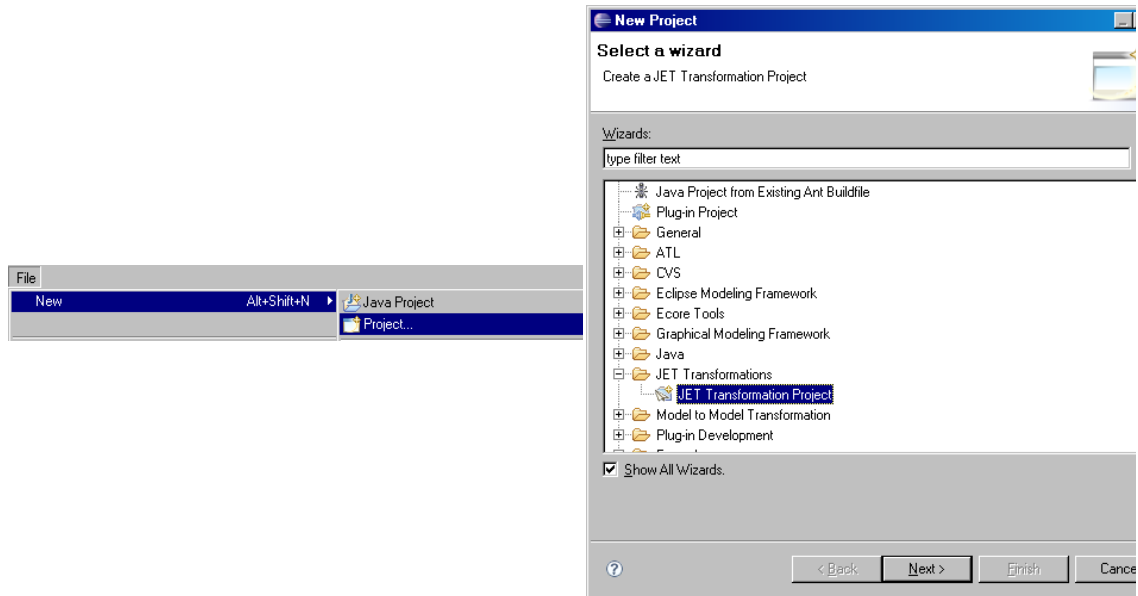 File
New Alt+Shift+N
Java Project
Project...
New Project
Select a wizard
Create a JET Transformation Project
Wizards:
type filter text
Java Project from Existing Ant Buildfile
Plug-in Project
General
ATL
CVS
Eclipse Modeling Framework
Ecore Tools
Graphical Modeling Framework
Java
JET Transformations
JET Transformation Project
Model to Model Transformation
Plug-in Development
Show All Wizards.
< Back Next > Finish Cance